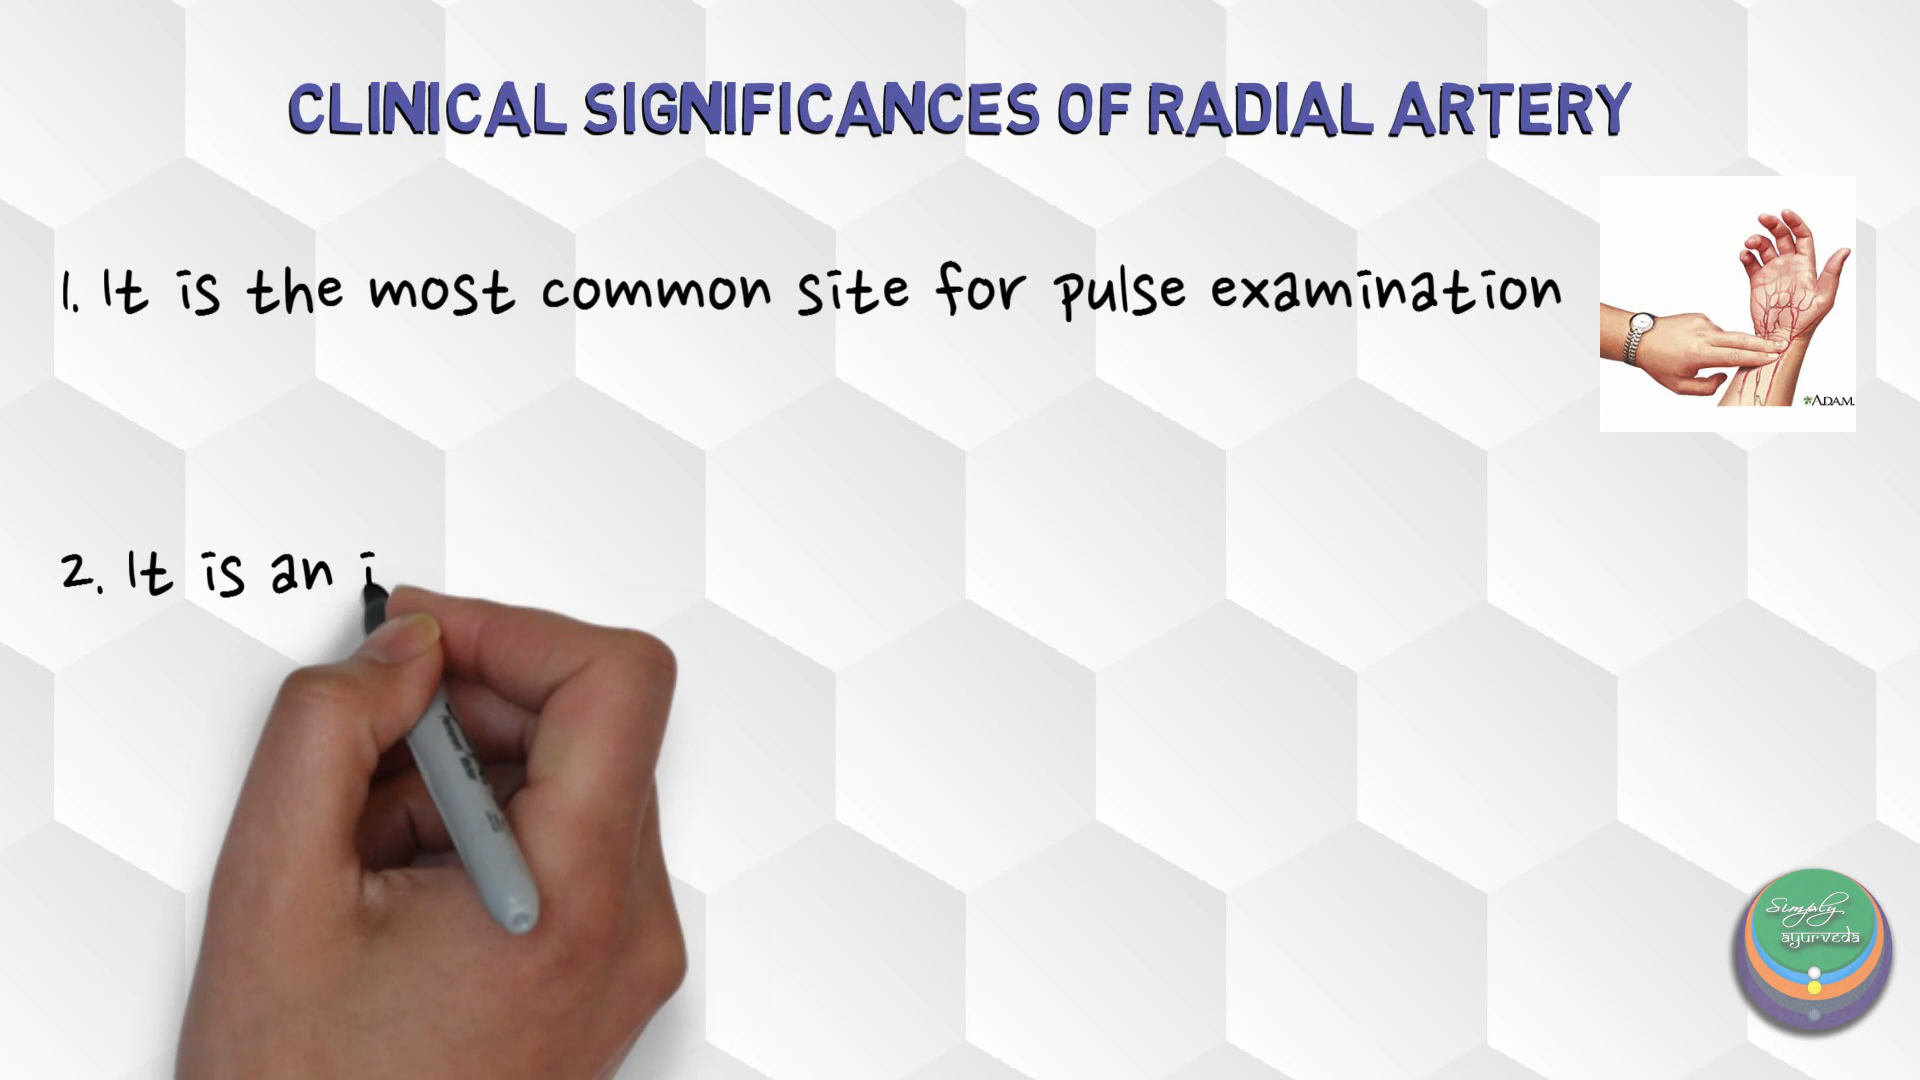 CLINICAL SIGNIFICANCES OF RADIAL ARTERY
1. It is the most common site for pulse examination
ADAM.
2. It is an i
Simply
ayurveda